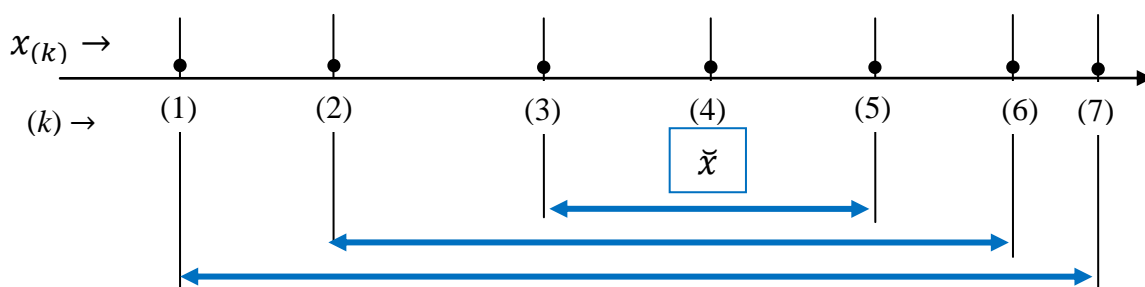 x₍ₖ₎ →
(k) → (1) (2) (3) (4) (5) (6) (7)
x̆